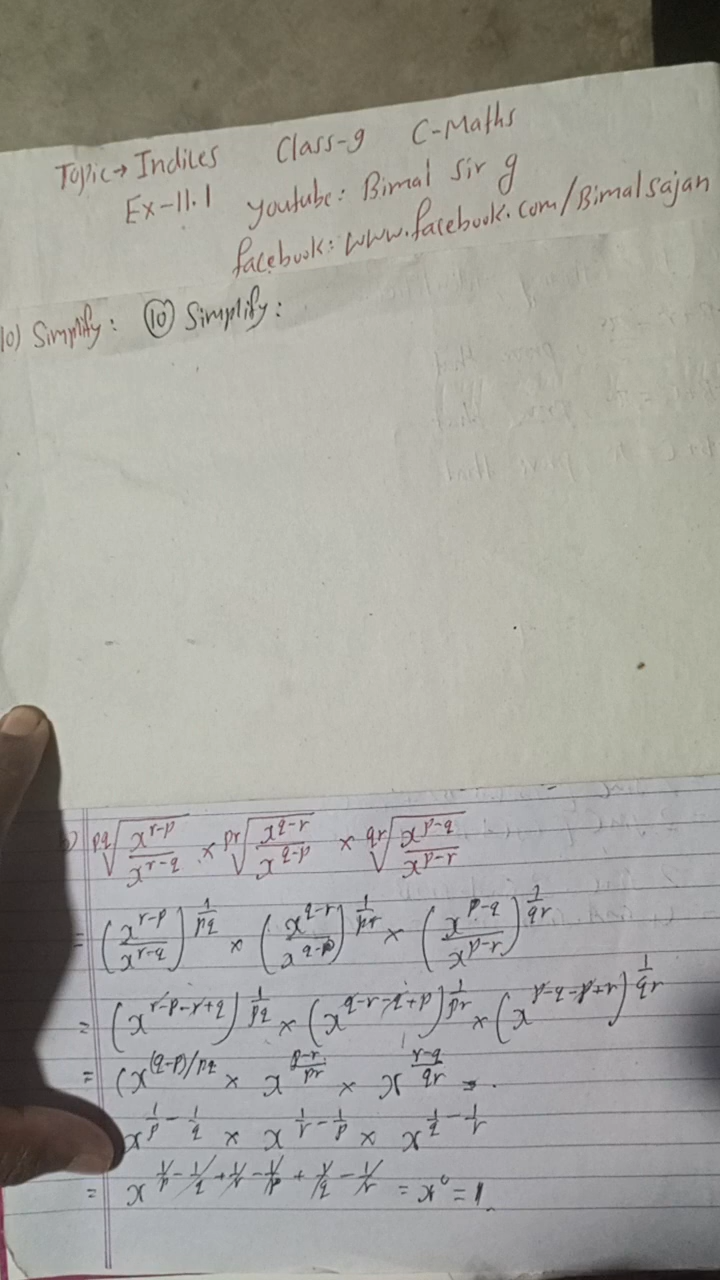 Topic → Indices Class-9 C-Maths
Ex-11.1 youtube: Bimal Sir g
facebook: www.facebook.com/Bimalsajan
10) Simplify: (10) Simplify:
b) pq√(x^(r-p)/x^(r-q)) × pr√(x^(q-r)/x^(q-p)) × qr√(x^(p-q)/x^(p-r))
= (x^(r-p)/x^(r-q))^(1/pq) × (x^(q-r)/x^(q-p))^(1/pr) × (x^(p-q)/x^(p-r))^(1/qr)
= (x^(r-p-r+q))^(1/pq) × (x^(q-r-q+p))^(1/rp) × (x^(p-q-p+r))^(1/qr)
= (x^(q-p)/pq × x^((p-r)/pr) × x^((r-q)/qr)
x^(1/p-1/q) × x^(1/r-1/p) × x^(1/q-1/r)
= x^(1/p-1/q+1/r-1/p+1/q-1/r) = x^0 = 1